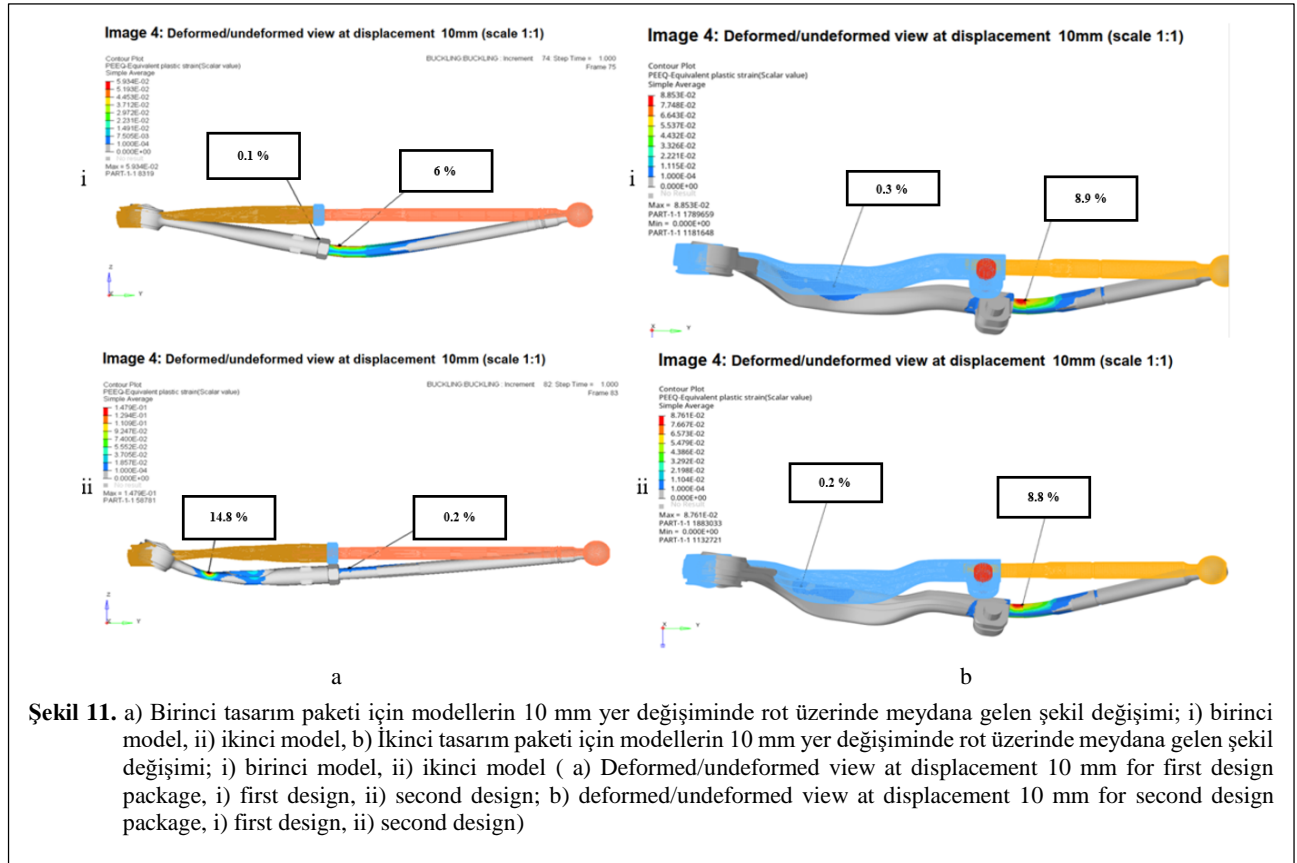 Image 4: Deformed/undeformed view at displacement 10mm (scale 1:1)
Contour Plot
PEEQ-Equivalent plastic strain(Scalar value)
Simple Average
BUCKLING:BUCKLING : Increment 74: Step Time = 1.000
Frame 75
5.934E-02
5.193E-02
4.453E-02
3.712E-02
2.972E-02
2.231E-02
1.491E-02
7.505E-03
1.000E-04
0.000E+00
No result
Max = 5.934E-02
PART-1-1 8319
0.1 %
6 %
i
Z
X
Y
Image 4: Deformed/undeformed view at displacement 10mm (scale 1:1)
Contour Plot
PEEQ-Equivalent plastic strain(Scalar value)
Simple Average
8.853E-02
7.748E-02
6.643E-02
5.537E-02
4.432E-02
3.326E-02
2.221E-02
1.115E-02
1.000E-04
0.000E+00
No Result
Max = 8.853E-02
PART-1-1 1789659
Min = 0.000E+00
PART-1-1 1181648
0.3 %
8.9 %
i
X
Y
Image 4: Deformed/undeformed view at displacement 10mm (scale 1:1)
Contour Plot
PEEQ-Equivalent plastic strain(Scalar value)
Simple Average
BUCKLING:BUCKLING : Increment 82: Step Time = 1.000
Frame 83
1.479E-01
1.294E-01
1.109E-01
9.247E-02
7.400E-02
5.552E-02
3.705E-02
1.857E-02
1.000E-04
0.000E+00
No result
Max = 1.479E-01
PART-1-1 58781
14.8 %
0.2 %
ii
Z
X
Y
Image 4: Deformed/undeformed view at displacement 10mm (scale 1:1)
Contour Plot
PEEQ-Equivalent plastic strain(Scalar value)
Simple Average
8.761E-02
7.667E-02
6.573E-02
5.479E-02
4.386E-02
3.292E-02
2.198E-02
1.104E-02
1.000E-04
0.000E+00
No Result
Max = 8.761E-02
PART-1-1 1883033
Min = 0.000E+00
PART-1-1 1132721
0.2 %
8.8 %
ii
X
Y
a
b
Şekil 11. a) Birinci tasarım paketi için modellerin 10 mm yer değişiminde rot üzerinde meydana gelen şekil değişimi; i) birinci
model, ii) ikinci model, b) İkinci tasarım paketi için modellerin 10 mm yer değişiminde rot üzerinde meydana gelen şekil
değişimi; i) birinci model, ii) ikinci model ( a) Deformed/undeformed view at displacement 10 mm for first design
package, i) first design, ii) second design; b) deformed/undeformed view at displacement 10 mm for second design
package, i) first design, ii) second design)